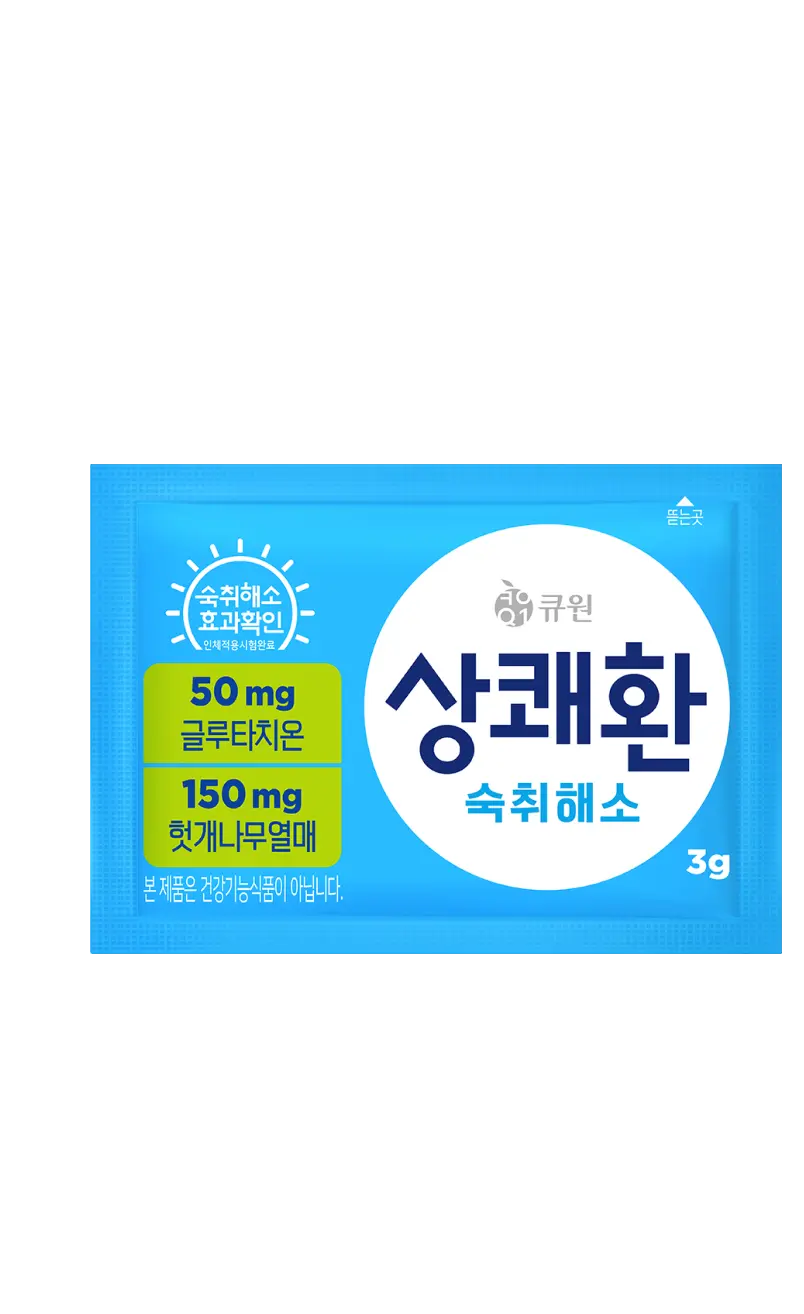 뜯는곳
숙취해소
효과확인
인체적용시험완료
50 mg
글루타치온
150 mg
헛개나무열매
본 제품은 건강기능식품이 아닙니다.
큐원
Q1
상쾌환
숙취해소
3g